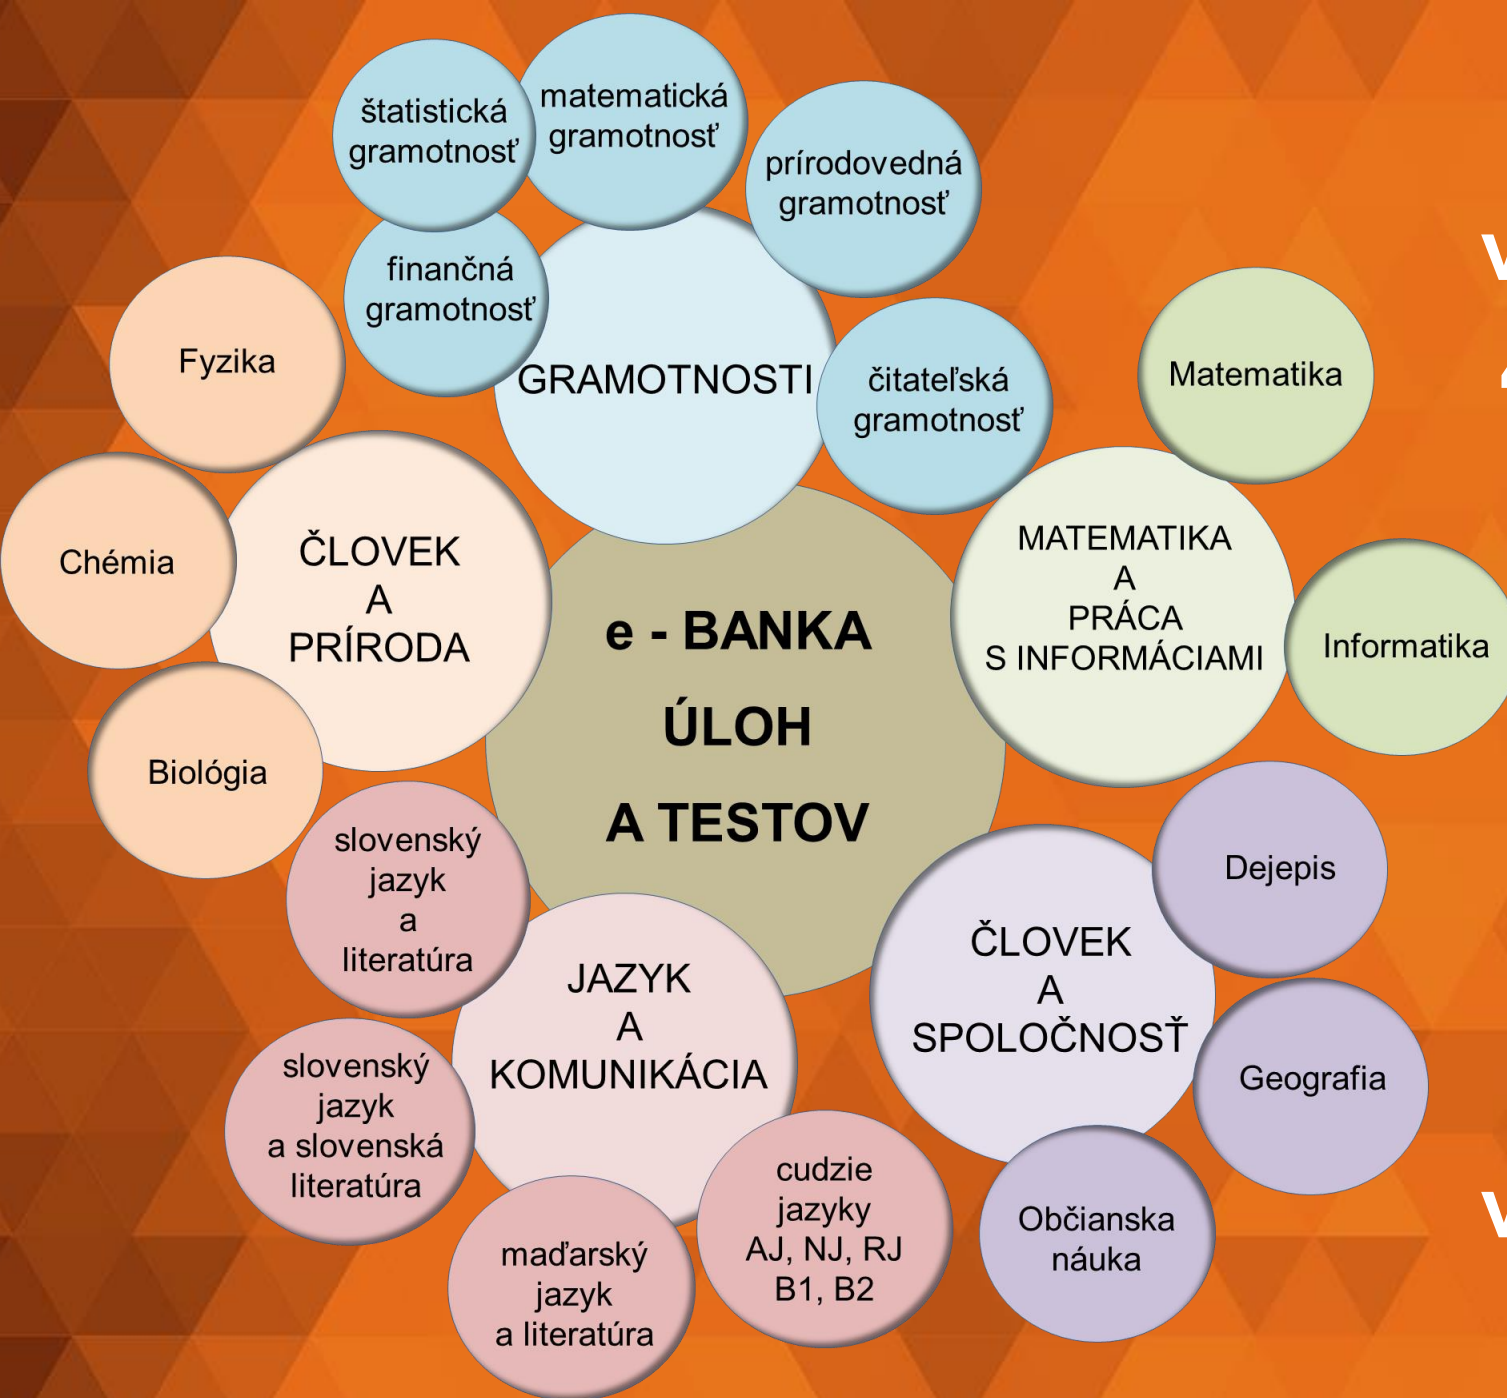 štatistická
gramotnosť
matematická
gramotnosť
prírodovedná
gramotnosť
finančná
gramotnosť
GRAMOTNOSTI
čitateľská
gramotnosť
Fyzika
Chémia
Biológia
ČLOVEK
A
PRÍRODA
Matematika
MATEMATIKA
A
PRÁCA
S INFORMÁCIAMI
Informatika
e - BANKA
ÚLOH
A TESTOV
slovenský
jazyk
a
literatúra
JAZYK
A
KOMUNIKÁCIA
slovenský
jazyk
a slovenská
literatúra
maďarský
jazyk
a literatúra
cudzie
jazyky
AJ, NJ, RJ
B1, B2
ČLOVEK
A
SPOLOČNOSŤ
Dejepis
Geografia
Občianska
náuka